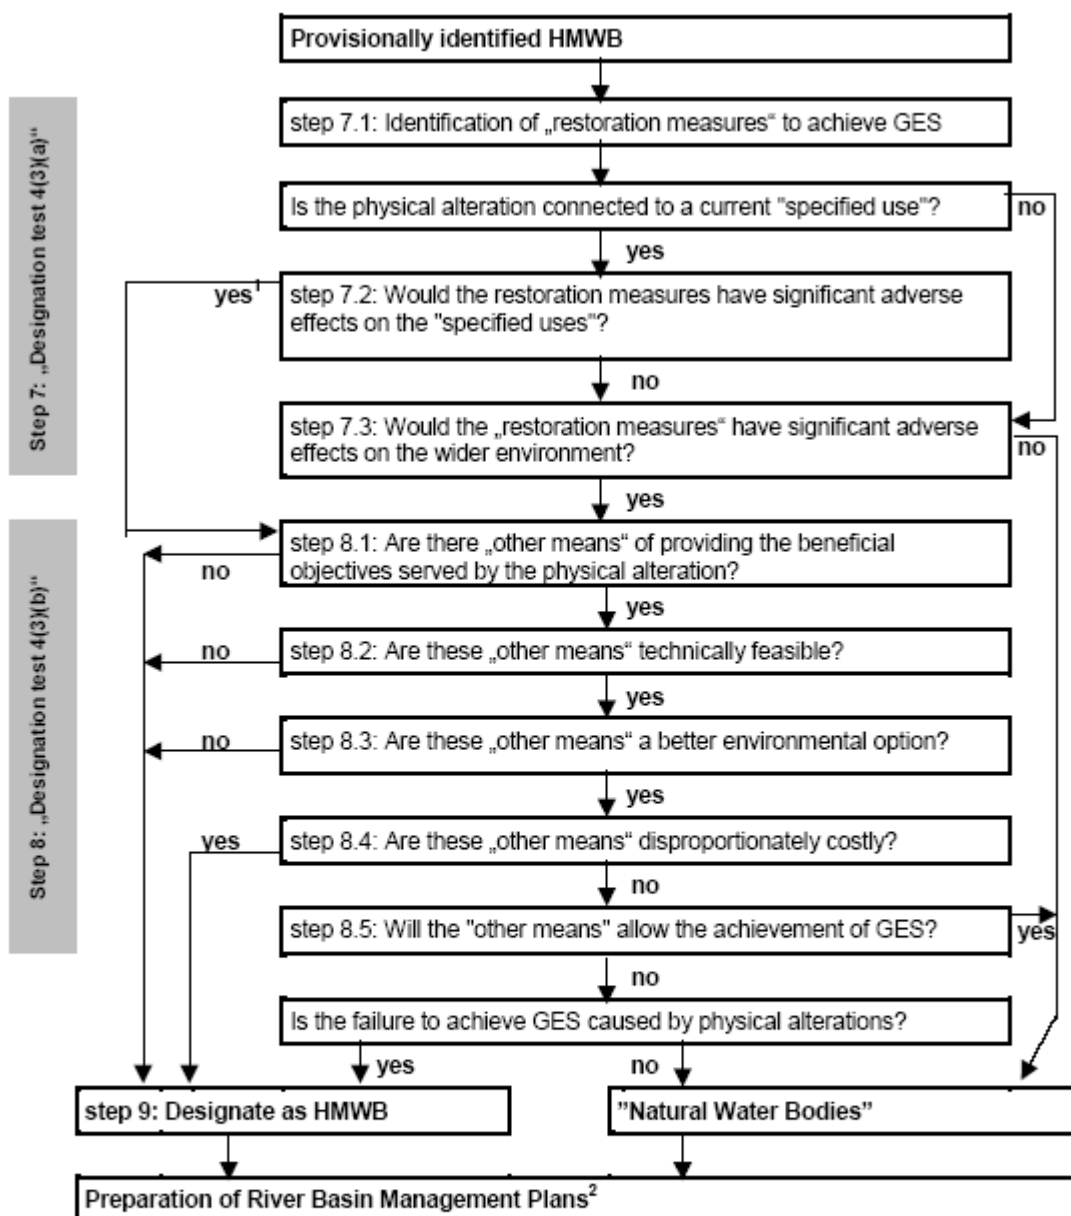 Provisionally identified HMWB
Step 7: „Designation test 4(3)(a)“
step 7.1: Identification of „restoration measures“ to achieve GES
Is the physical alteration connected to a current "specified use"?
no
yes
yes1
step 7.2: Would the restoration measures have significant adverse
effects on the "specified uses"?
no
step 7.3: Would the „restoration measures“ have significant adverse
effects on the wider environment?
no
yes
Step 8: „Designation test 4(3)(b)“
step 8.1: Are there „other means“ of providing the beneficial
objectives served by the physical alteration?
no
yes
step 8.2: Are these „other means“ technically feasible?
no
yes
step 8.3: Are these „other means“ a better environmental option?
no
yes
step 8.4: Are these „other means“ disproportionately costly?
yes
no
step 8.5: Will the "other means" allow the achievement of GES?
yes
no
Is the failure to achieve GES caused by physical alterations?
yes
no
step 9: Designate as HMWB
”Natural Water Bodies”
Preparation of River Basin Management Plans2